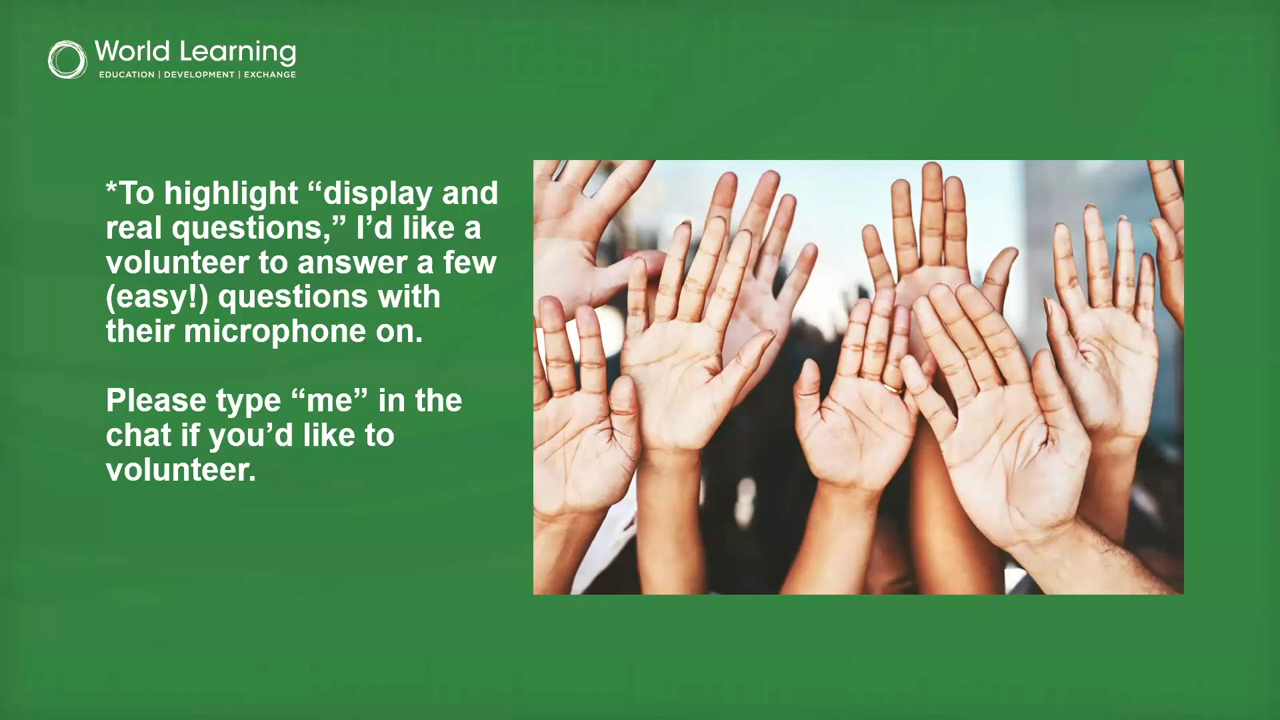 World Learning
EDUCATION | DEVELOPMENT | EXCHANGE
*To highlight “display and
real questions,” I’d like a
volunteer to answer a few
(easy!) questions with
their microphone on.
Please type “me” in the
chat if you’d like to
volunteer.